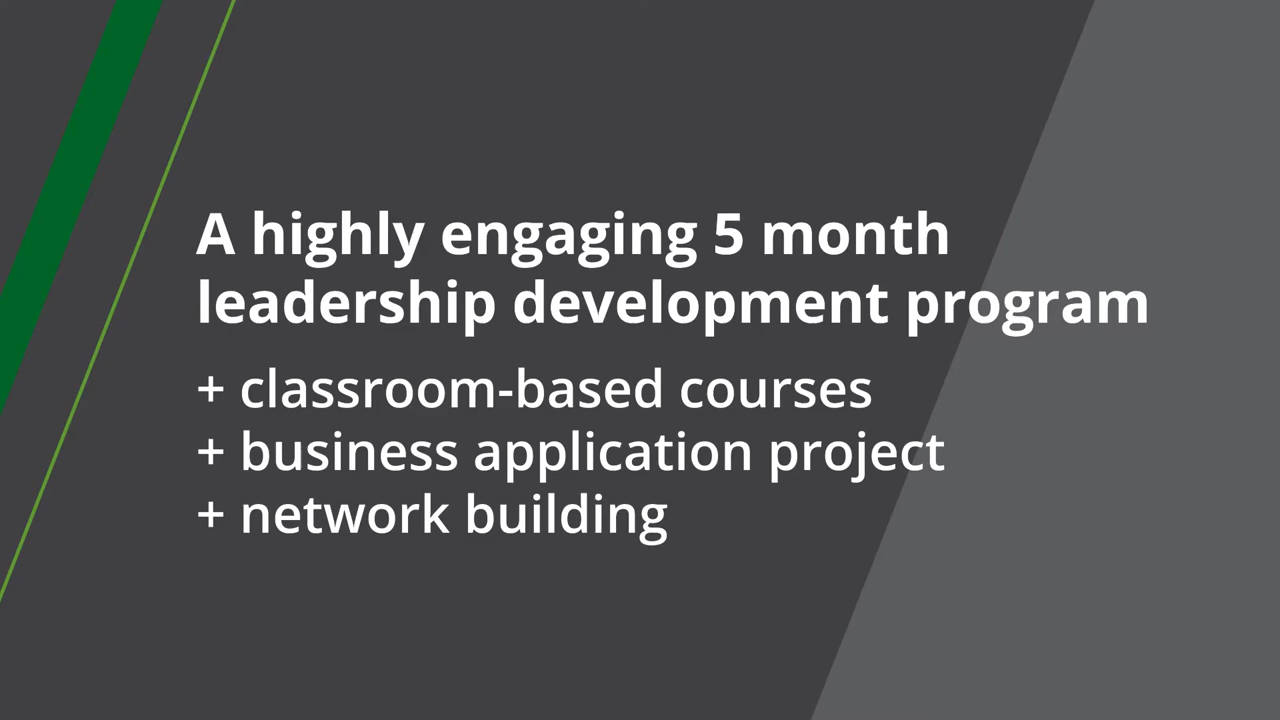 A highly engaging 5 month
leadership development program
+ classroom-based courses
+ business application project
+ network building